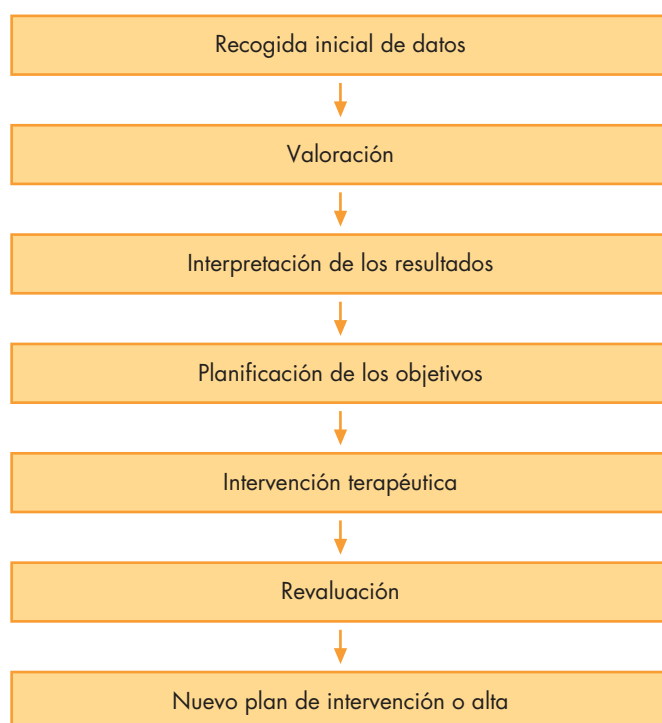 Recogida inicial de datos
Valoración
Interpretación de los resultados
Planificación de los objetivos
Intervención terapéutica
Revaluación
Nuevo plan de intervención o alta